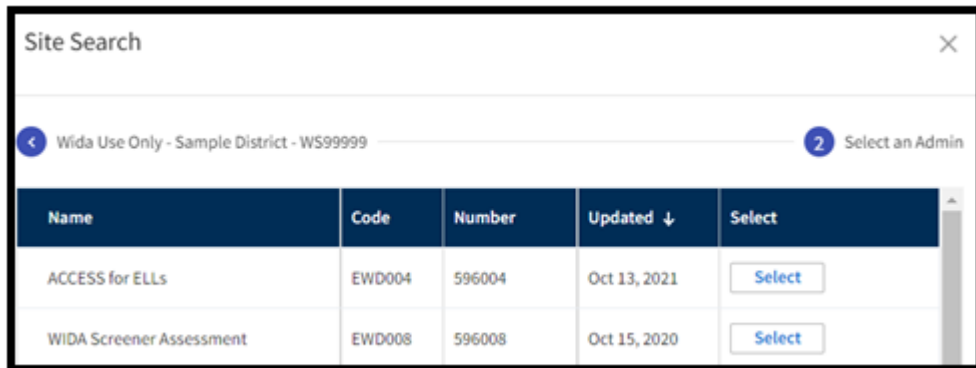 Site Search
Wida Use Only - Sample District - WS99999 2 Select an Admin
Name Code Number Updated ↓ Select
ACCESS for ELLs EWD004 596004 Oct 13, 2021 Select
WIDA Screener Assessment EWD008 596008 Oct 15, 2020 Select